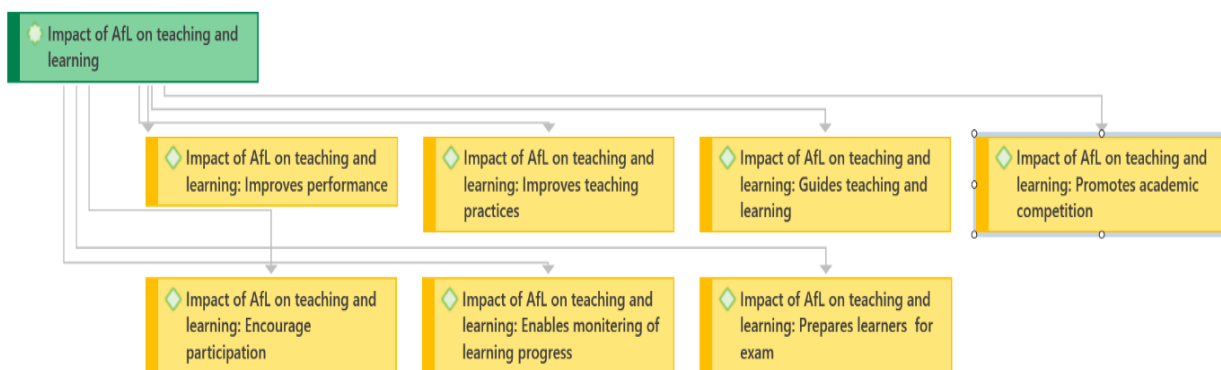 Impact of AfL on teaching and
learning
Impact of AfL on teaching and
learning: Improves performance
Impact of AfL on teaching and
learning: Improves teaching
practices
Impact of AfL on teaching and
learning: Guides teaching and
learning
Impact of AfL on teaching and
learning: Promotes academic
competition
Impact of AfL on teaching and
learning: Encourage
participation
Impact of AfL on teaching and
learning: Enables monitering of
learning progress
Impact of AfL on teaching and
learning: Prepares learners for
exam